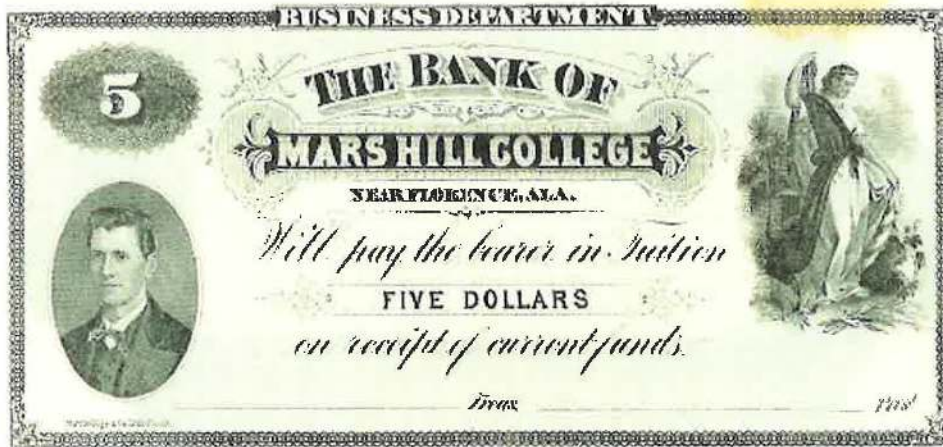 BUSINESS DEPARTMENT
5
THE BANK OF
MARS HILL COLLEGE
NEAR FLORENCE, ALA.
Will pay the bearer in Tuition
FIVE DOLLARS
on receipt of current funds.
Treas Prest